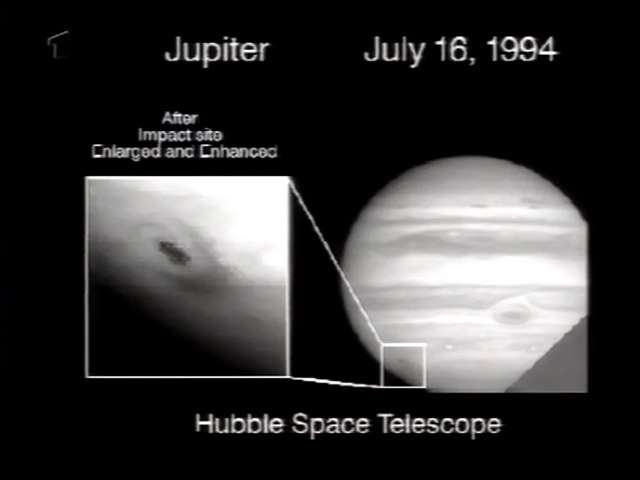 Jupiter July 16, 1994
After
Impact site
Enlarged and Enhanced
Hubble Space Telescope